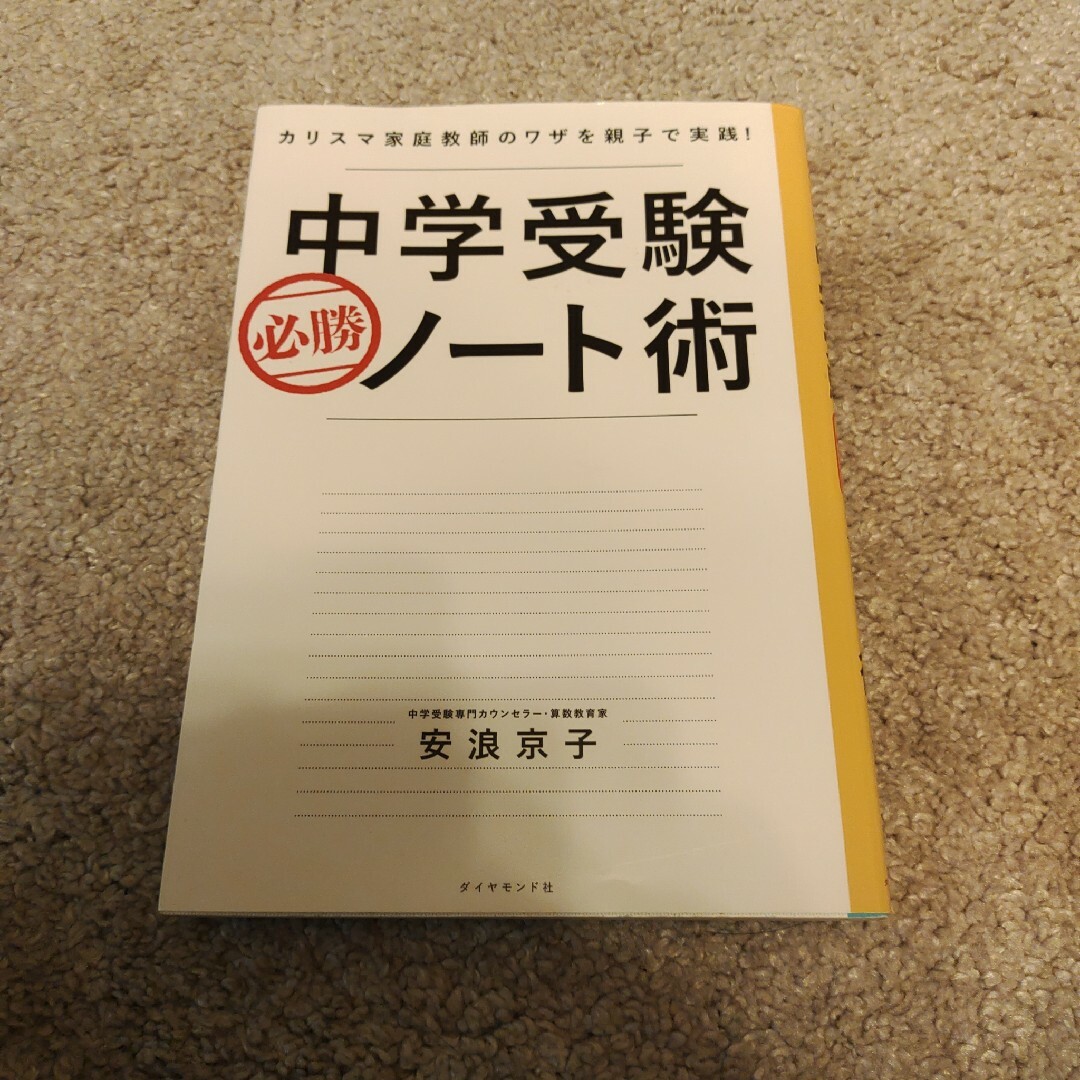 カリスマ家庭教師のワザを親子で実践!
中学受験
必勝
ノート術
中学受験専門カウンセラー・算数教育家
安浪京子
ダイヤモンド社